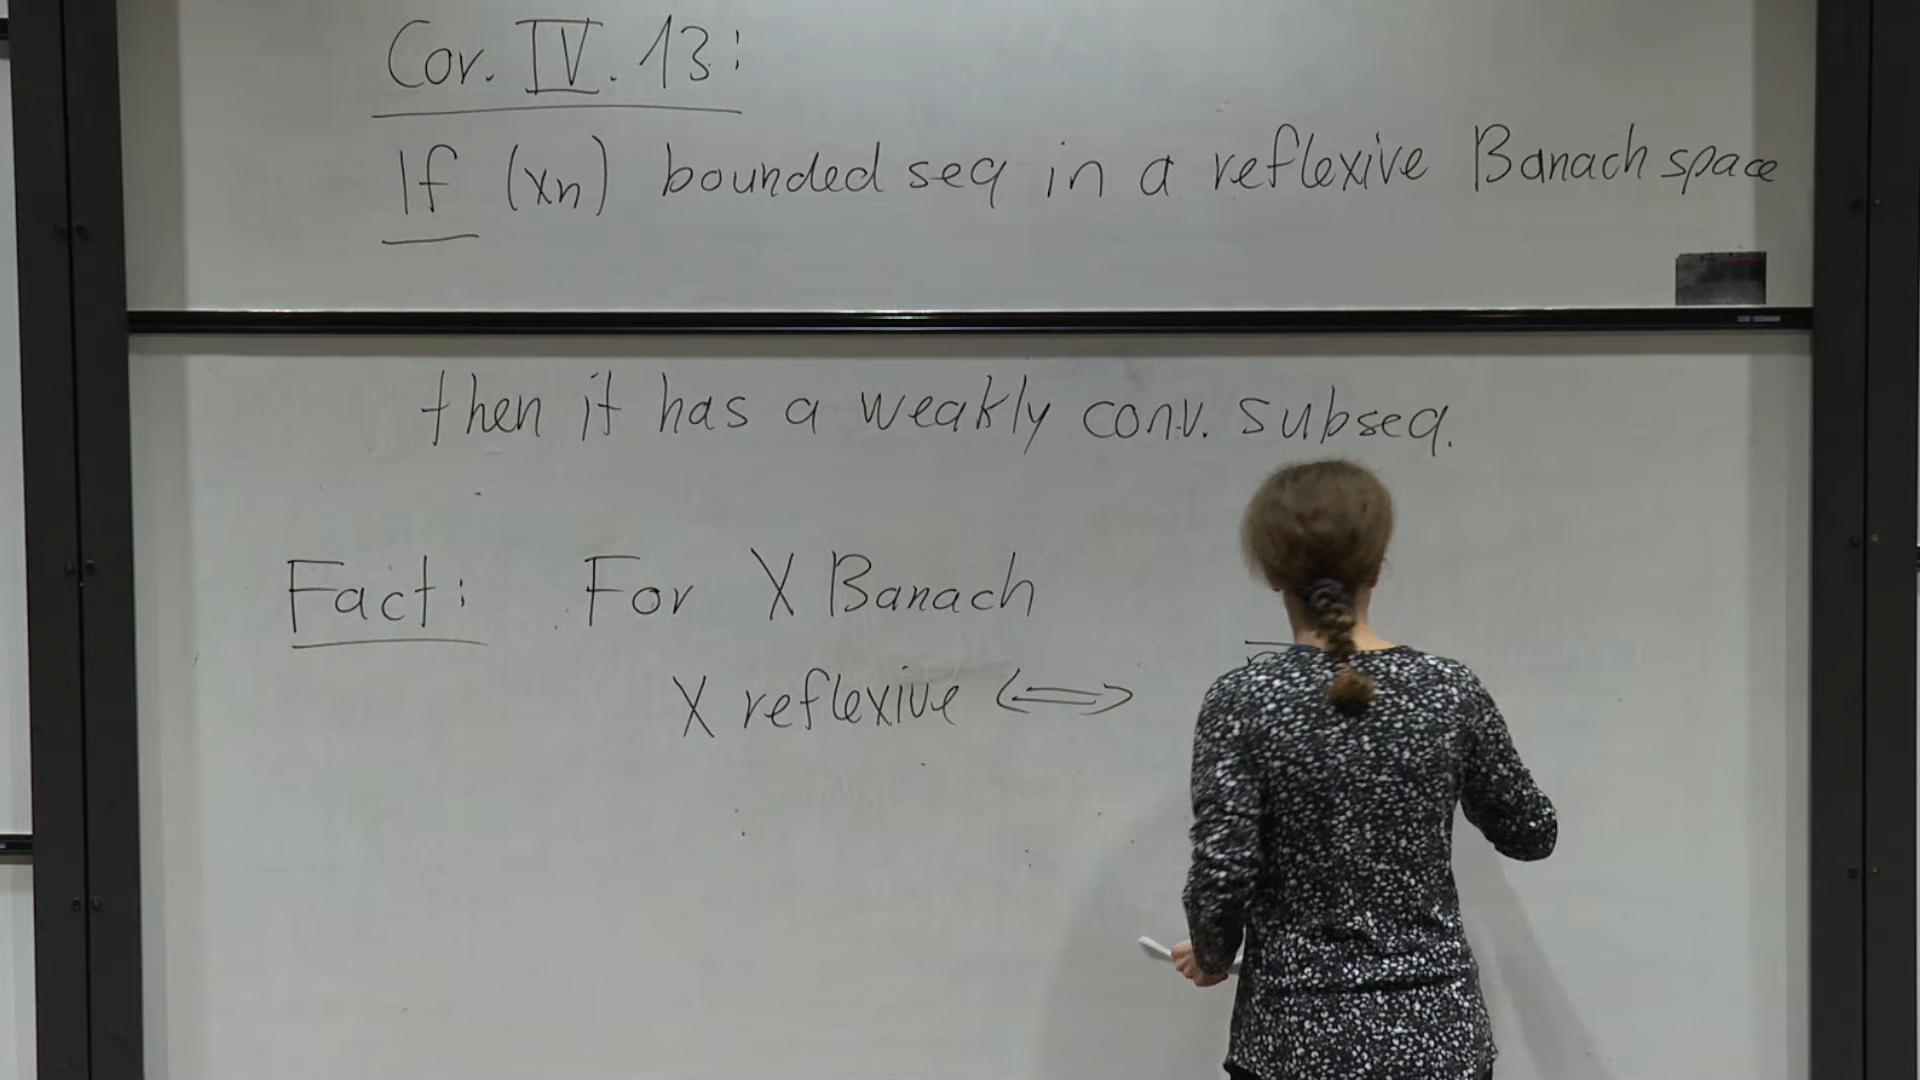 Cor. IV. 13:
If (xn) bounded seq in a reflexive Banach space
then it has a weakly conv. subseq.
Fact: For X Banach
X reflexive ⟺